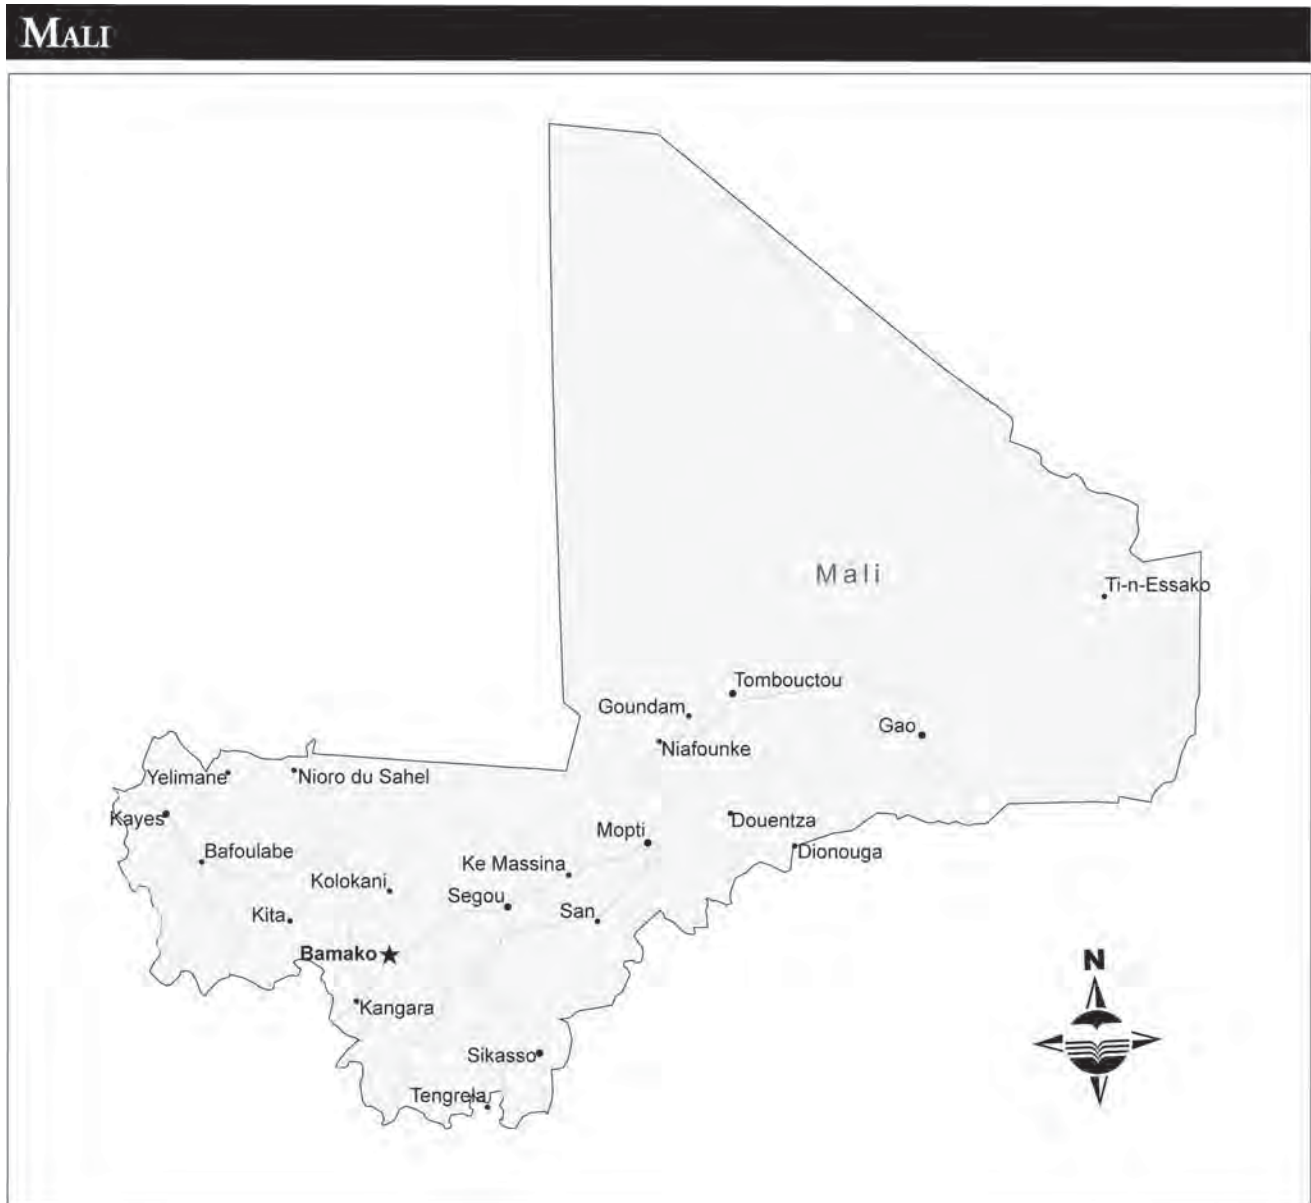 MALI
Mali
Ti-n-Essako
Tombouctou
Goundam
Gao
Niafounke
Yelimane
Nioro du Sahel
Kayes
Douentza
Mopti
Dionouga
Bafoulabe
Ke Massina
Kolokani
Segou
San
Kita
Bamako
N
Kangara
Sikasso
Tengrela